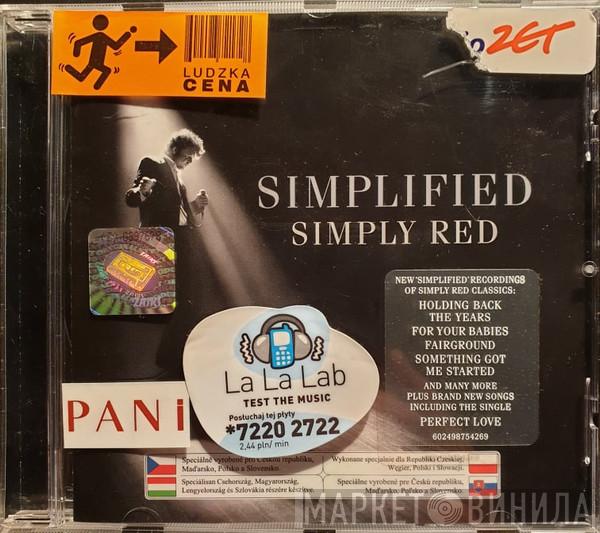 LUDZKA
CENA
ZET
SIMPLIFIED
SIMPLY RED
NEW 'SIMPLIFIED' RECORDINGS
OF SIMPLY RED CLASSICS:
HOLDING BACK
THE YEARS
FOR YOUR BABIES
FAIRGROUND
SOMETHING GOT
ME STARTED
AND MANY MORE
PLUS BRAND NEW SONGS
INCLUDING THE SINGLE
PERFECT LOVE
602498754269
La La Lab
TEST THE MUSIC
Posłuchaj tej płyty
*7220 2722
2,44 pln/ min
PANi
Speciálně vyrobené pro Českou republiku,
Maďarsko, Polsko a Slovensko.
Wykonane specjalnie dla Republiki Czeskiej,
Węgier, Polski i Słowacji.
Speciálisan Csehország, Magyarország,
Lengyelország és Szlovákia részére készítve.
Špeciálne vyrobené pre Českú republiku,
Maďarsko, Poľsko a Slovensko.
МАРКЕТ ВИНИЛА